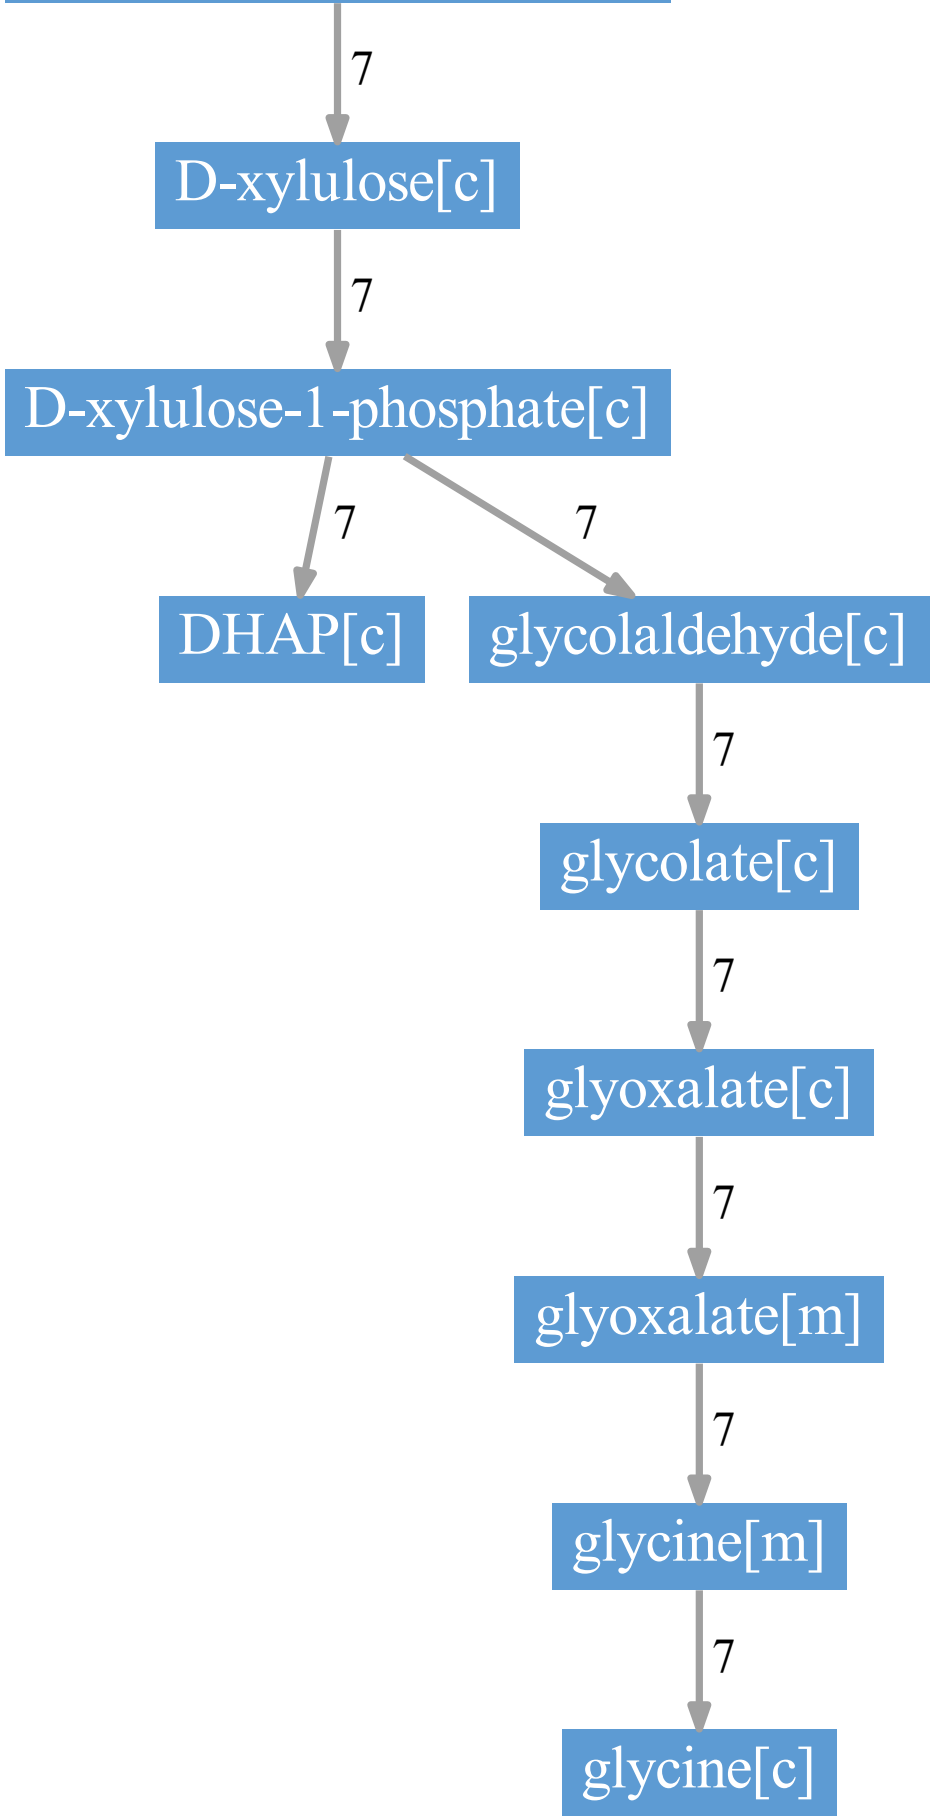 7
D-xylulose[c]
7
D-xylulose-1-phosphate[c]
7
7
DHAP[c]
glycolaldehyde[c]
7
glycolate[c]
7
glyoxalate[c]
7
glyoxalate[m]
7
glycine[m]
7
glycine[c]